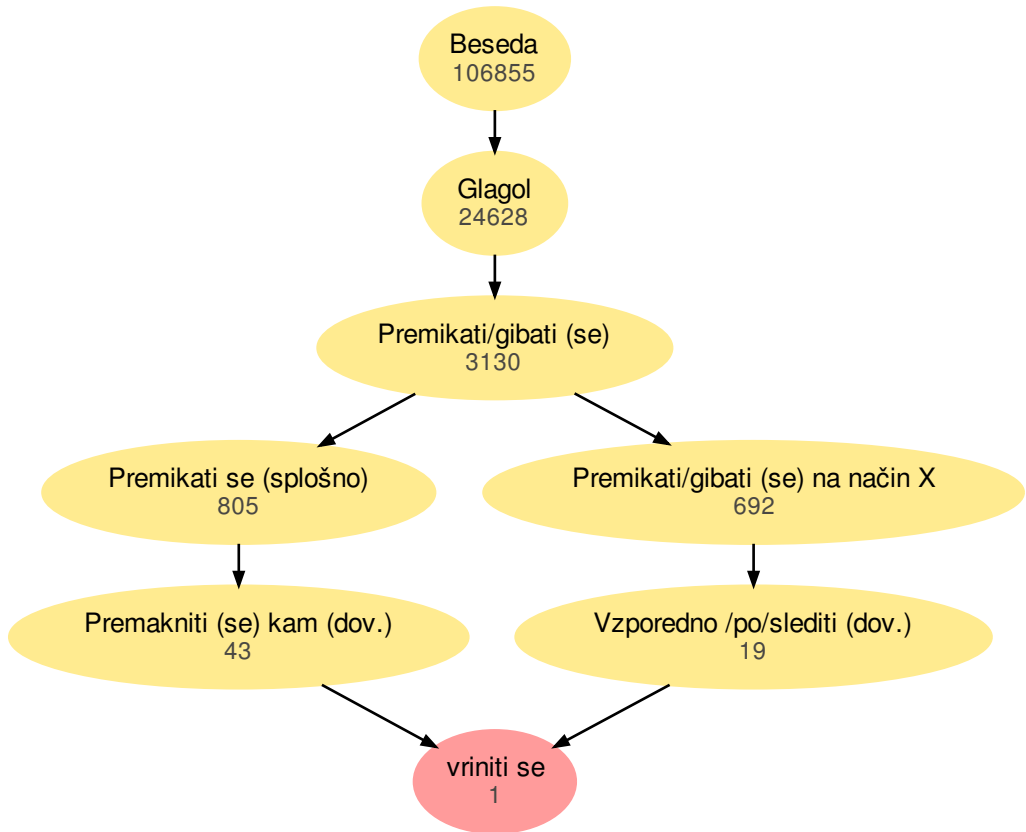 Beseda
106855
Glagol
24628
Premikati/gibati (se)
3130
Premikati se (splošno)
805
Premikati/gibati (se) na način X
692
Premakniti (se) kam (dov.)
43
Vzporedno /po/slediti (dov.)
19
vriniti se
1